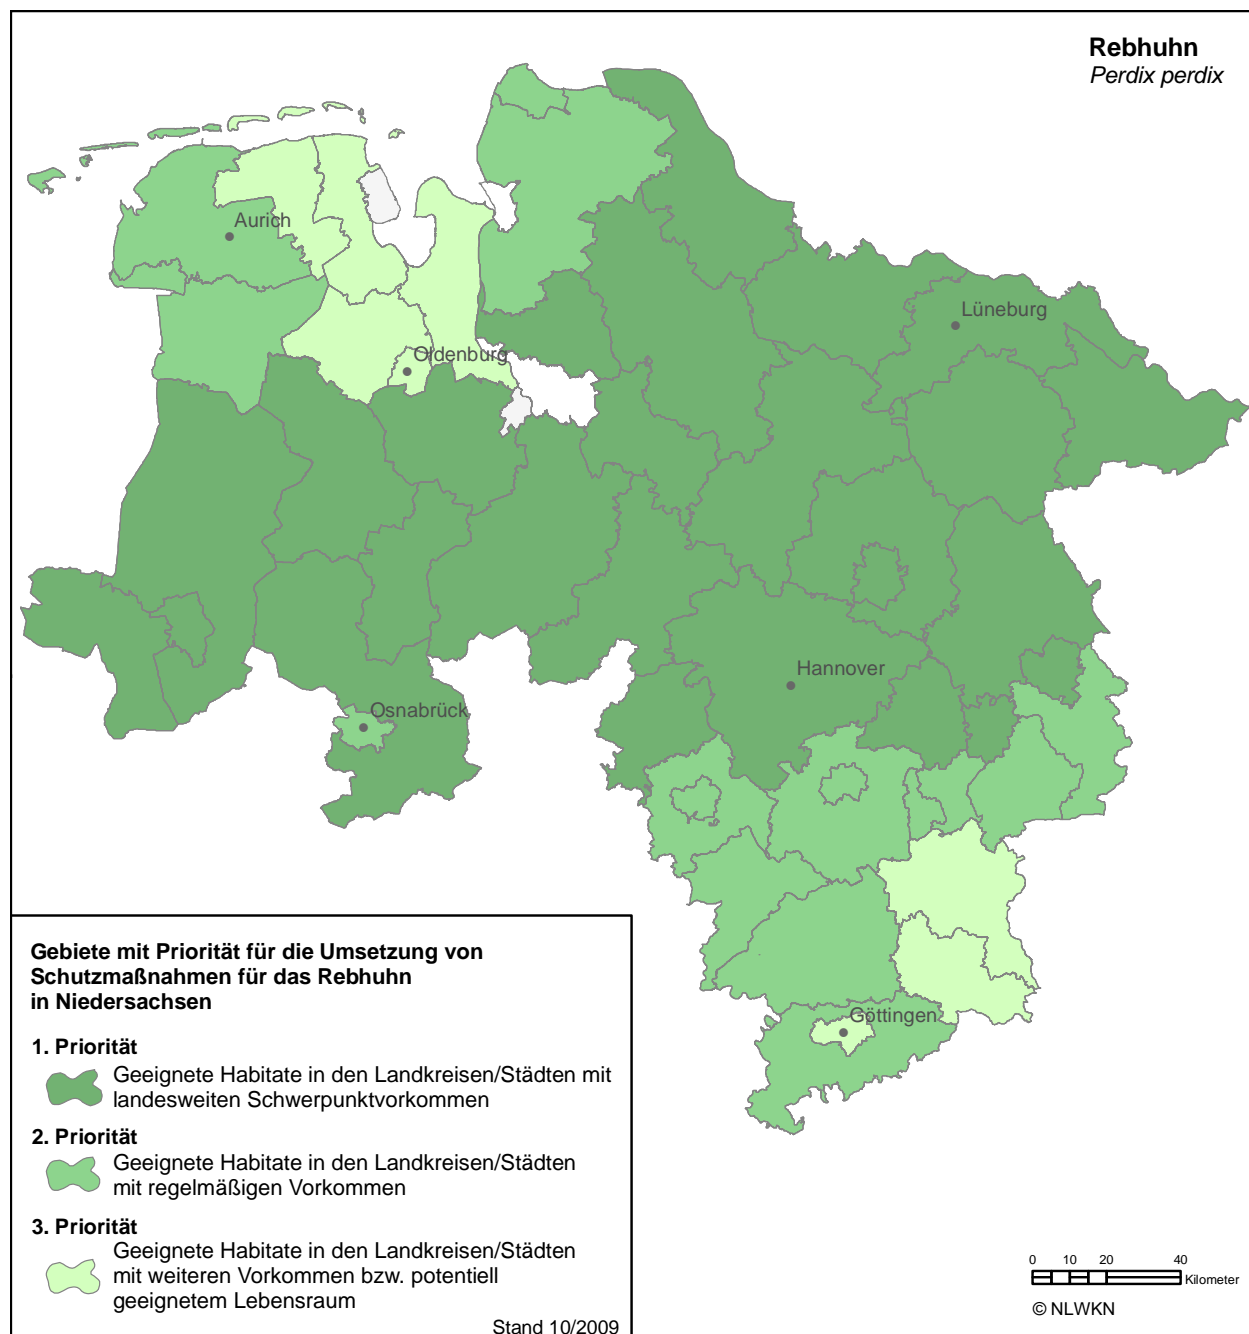 Rebhuhn
Perdix perdix
Aurich
Lüneburg
Oldenburg
Hannover
Osnabrück
Göttingen
Gebiete mit Priorität für die Umsetzung von
Schutzmaßnahmen für das Rebhuhn
in Niedersachsen
1. Priorität
Geeignete Habitate in den Landkreisen/Städten mit
landesweiten Schwerpunktvorkommen
2. Priorität
Geeignete Habitate in den Landkreisen/Städten
mit regelmäßigen Vorkommen
3. Priorität
Geeignete Habitate in den Landkreisen/Städten
mit weiteren Vorkommen bzw. potentiell
geeignetem Lebensraum
Stand 10/2009
0 10 20 40
Kilometer
© NLWKN